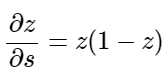 ∂z/∂s = z(1 − z)